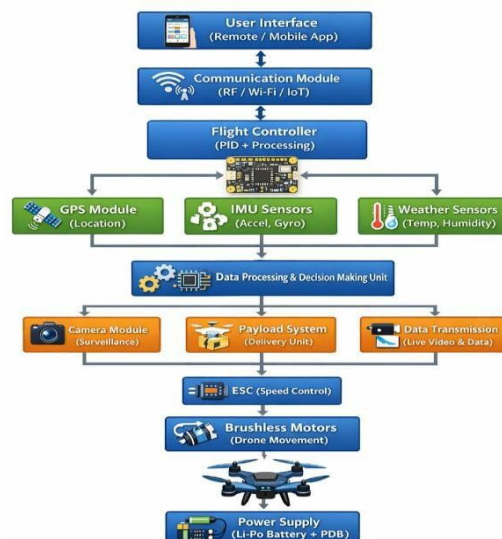 User Interface
(Remote / Mobile App)
Communication Module
(RF / Wi-Fi / IoT)
Flight Controller
(PID + Processing)
GPS Module
(Location)
IMU Sensors
(Accel, Gyro)
Weather Sensors
(Temp, Humidity)
Data Processing & Decision Making Unit
Camera Module
(Surveillance)
Payload System
(Delivery Unit)
Data Transmission
(Live Video & Data)
ESC (Speed Control)
Brushless Motors
(Drone Movement)
Power Supply
(Li-Po Battery + PDB)